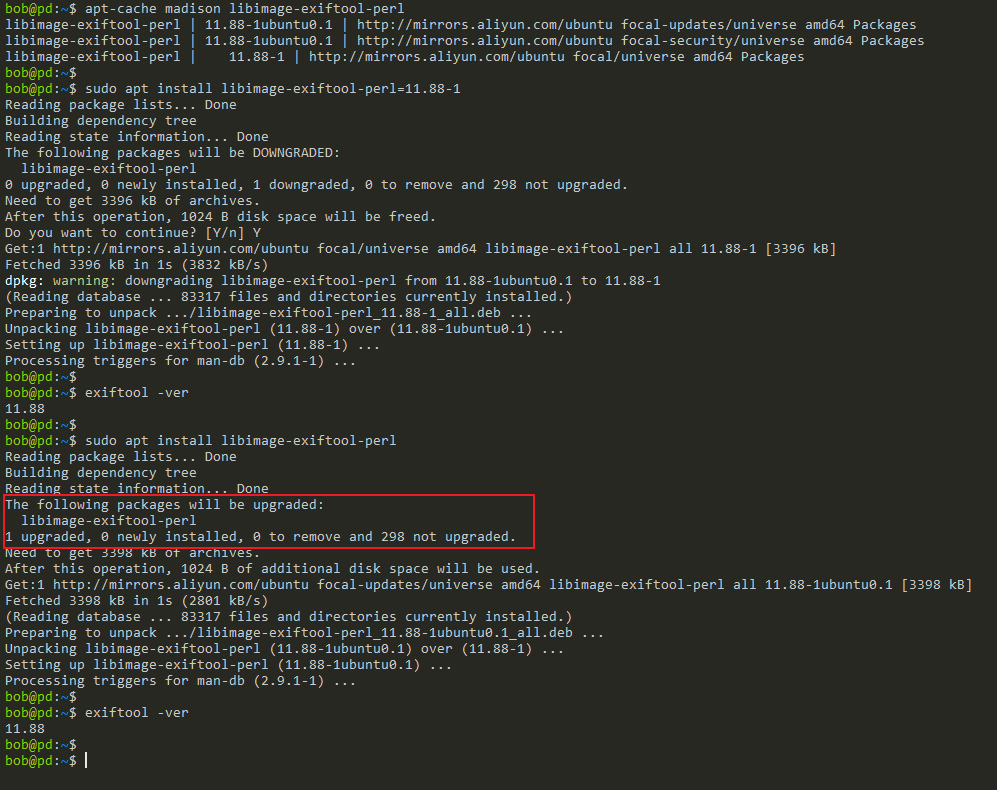 bob@pd:~$ apt-cache madison libimage-exiftool-perl
libimage-exiftool-perl | 11.88-1ubuntu0.1 | http://mirrors.aliyun.com/ubuntu focal-updates/universe amd64 Packages
libimage-exiftool-perl | 11.88-1ubuntu0.1 | http://mirrors.aliyun.com/ubuntu focal-security/universe amd64 Packages
libimage-exiftool-perl |    11.88-1 | http://mirrors.aliyun.com/ubuntu focal/universe amd64 Packages
bob@pd:~$
bob@pd:~$ sudo apt install libimage-exiftool-perl=11.88-1
Reading package lists... Done
Building dependency tree
Reading state information... Done
The following packages will be DOWNGRADED:
  libimage-exiftool-perl
0 upgraded, 0 newly installed, 1 downgraded, 0 to remove and 298 not upgraded.
Need to get 3396 kB of archives.
After this operation, 1024 B disk space will be freed.
Do you want to continue? [Y/n] Y
Get:1 http://mirrors.aliyun.com/ubuntu focal/universe amd64 libimage-exiftool-perl all 11.88-1 [3396 kB]
Fetched 3396 kB in 1s (3832 kB/s)
dpkg: warning: downgrading libimage-exiftool-perl from 11.88-1ubuntu0.1 to 11.88-1
(Reading database ... 83317 files and directories currently installed.)
Preparing to unpack .../libimage-exiftool-perl_11.88-1_all.deb ...
Unpacking libimage-exiftool-perl (11.88-1) over (11.88-1ubuntu0.1) ...
Setting up libimage-exiftool-perl (11.88-1) ...
Processing triggers for man-db (2.9.1-1) ...
bob@pd:~$
bob@pd:~$ exiftool -ver
11.88
bob@pd:~$
bob@pd:~$ sudo apt install libimage-exiftool-perl
Reading package lists... Done
Building dependency tree
Reading state information... Done
The following packages will be upgraded:
  libimage-exiftool-perl
1 upgraded, 0 newly installed, 0 to remove and 298 not upgraded.
Need to get 3398 kB of archives.
After this operation, 1024 B of additional disk space will be used.
Get:1 http://mirrors.aliyun.com/ubuntu focal-updates/universe amd64 libimage-exiftool-perl all 11.88-1ubuntu0.1 [3398 kB]
Fetched 3398 kB in 1s (2801 kB/s)
(Reading database ... 83317 files and directories currently installed.)
Preparing to unpack .../libimage-exiftool-perl_11.88-1ubuntu0.1_all.deb ...
Unpacking libimage-exiftool-perl (11.88-1ubuntu0.1) over (11.88-1) ...
Setting up libimage-exiftool-perl (11.88-1ubuntu0.1) ...
Processing triggers for man-db (2.9.1-1) ...
bob@pd:~$
bob@pd:~$ exiftool -ver
11.88
bob@pd:~$
bob@pd:~$